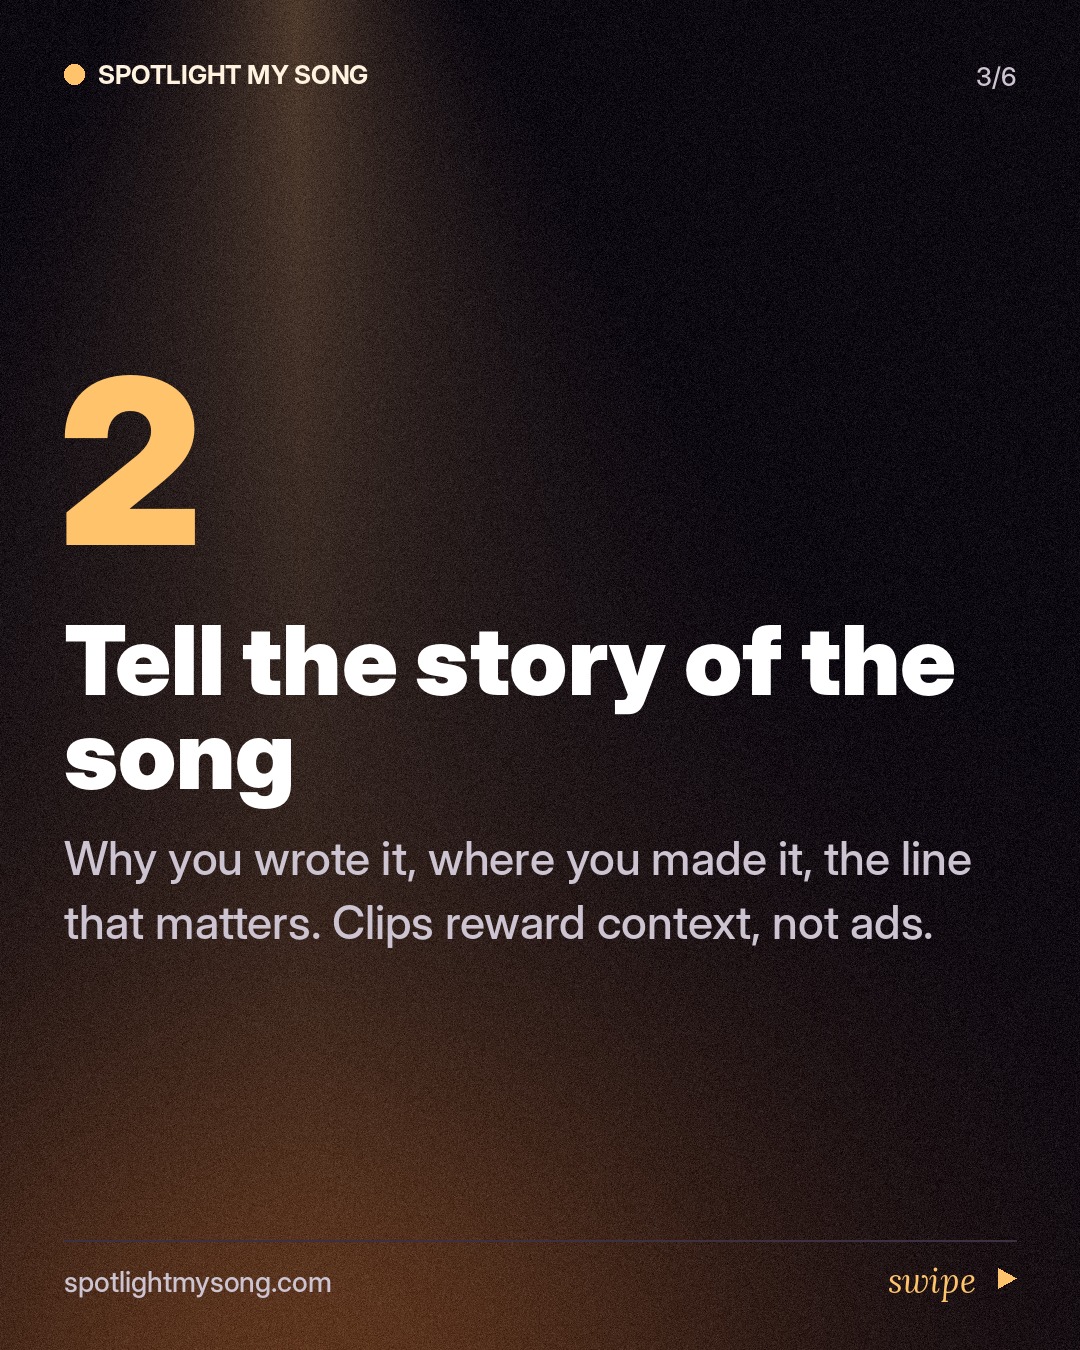 SPOTLIGHT MY SONG
3/6
2
Tell the story of the
song
Why you wrote it, where you made it, the line
that matters. Clips reward context, not ads.
spotlightmysong.com
swipe